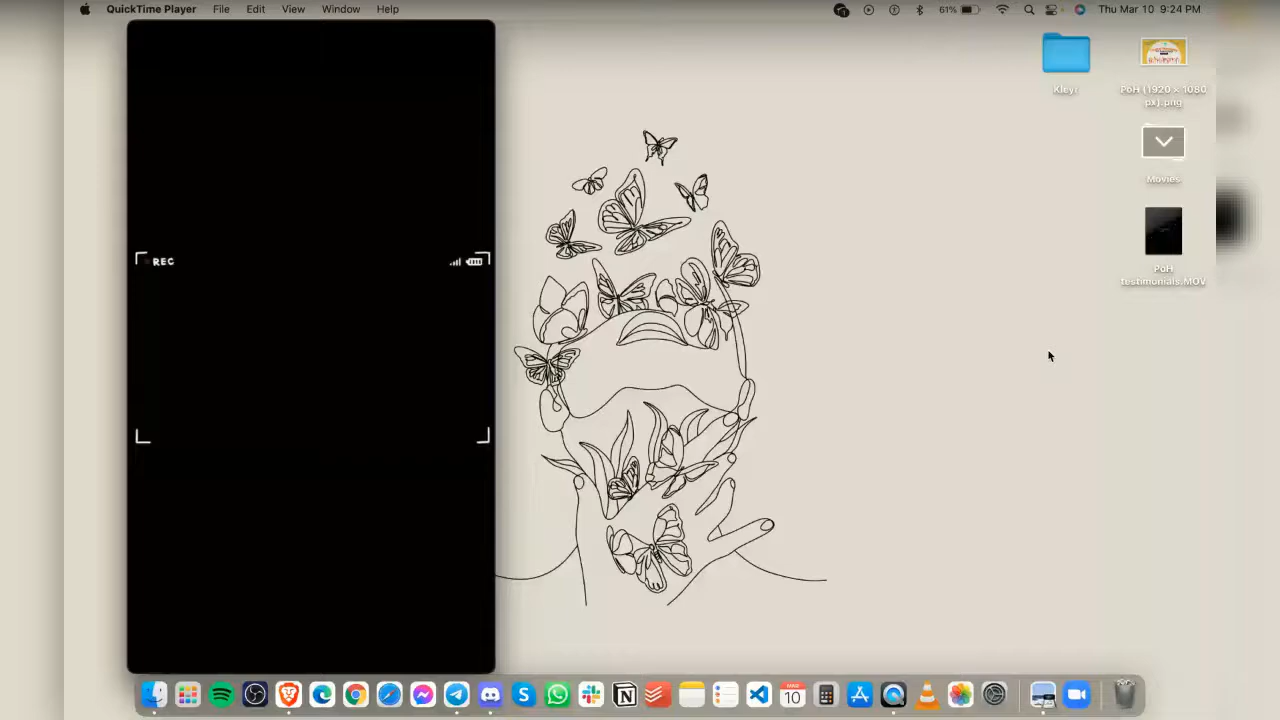 QuickTime Player File Edit View Window Help 61% Thu Mar 10 9:24 PM
PoH (1920 × 1080
px).png
Movies
REC
PoH
testimonials.MOV
10